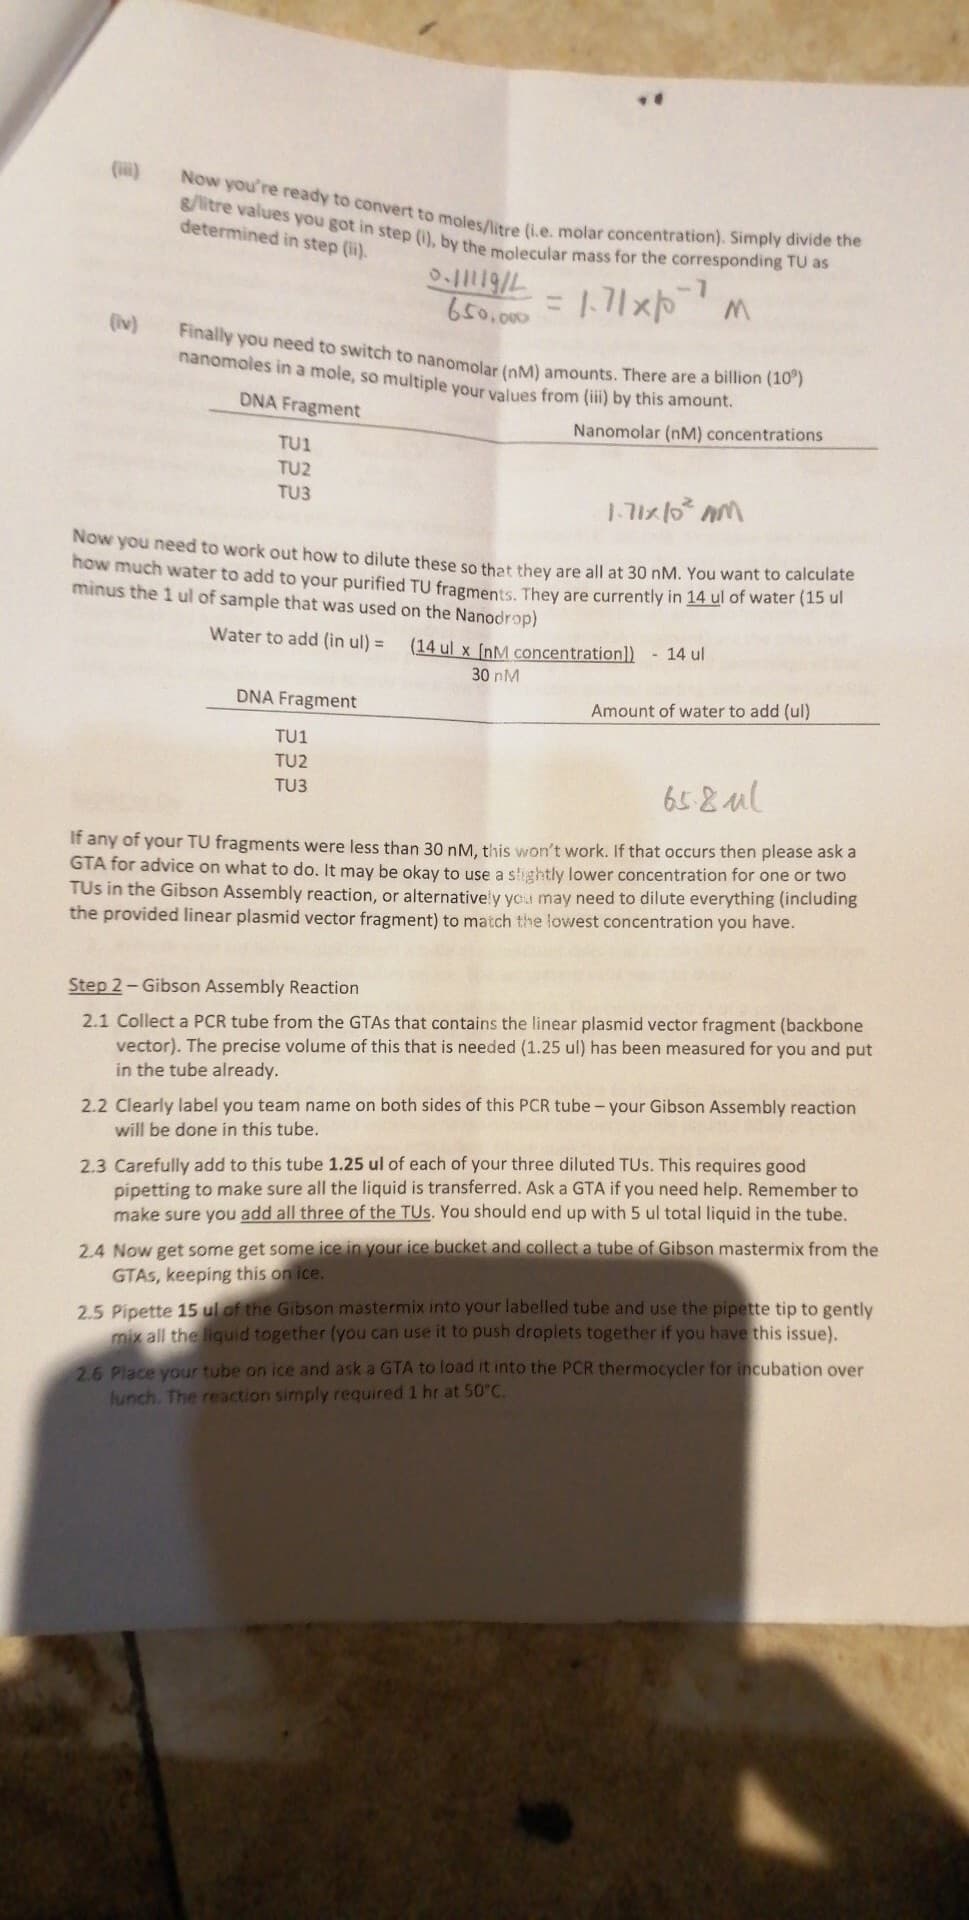 (iii) Now you're ready to convert to moles/litre (i.e. molar concentration). Simply divide the
g/litre values you got in step (i), by the molecular mass for the corresponding TU as
determined in step (ii).
0.1111g/L
650,000 = 1.71x10⁻⁷ M
(iv) Finally you need to switch to nanomolar (nM) amounts. There are a billion (10⁹)
nanomoles in a mole, so multiple your values from (iii) by this amount.
DNA Fragment
Nanomolar (nM) concentrations
TU1
TU2
TU3
1.71x10² nM
Now you need to work out how to dilute these so that they are all at 30 nM. You want to calculate
how much water to add to your purified TU fragments. They are currently in 14 ul of water (15 ul
minus the 1 ul of sample that was used on the Nanodrop)
Water to add (in ul) = (14 ul x [nM concentration]) - 14 ul
30 nM
DNA Fragment
Amount of water to add (ul)
TU1
TU2
TU3
65.8 ul
If any of your TU fragments were less than 30 nM, this won't work. If that occurs then please ask a
GTA for advice on what to do. It may be okay to use a slightly lower concentration for one or two
TUs in the Gibson Assembly reaction, or alternatively you may need to dilute everything (including
the provided linear plasmid vector fragment) to match the lowest concentration you have.
Step 2 – Gibson Assembly Reaction
2.1 Collect a PCR tube from the GTAs that contains the linear plasmid vector fragment (backbone
vector). The precise volume of this that is needed (1.25 ul) has been measured for you and put
in the tube already.
2.2 Clearly label you team name on both sides of this PCR tube – your Gibson Assembly reaction
will be done in this tube.
2.3 Carefully add to this tube 1.25 ul of each of your three diluted TUs. This requires good
pipetting to make sure all the liquid is transferred. Ask a GTA if you need help. Remember to
make sure you add all three of the TUs. You should end up with 5 ul total liquid in the tube.
2.4 Now get some get some ice in your ice bucket and collect a tube of Gibson mastermix from the
GTAs, keeping this on ice.
2.5 Pipette 15 ul of the Gibson mastermix into your labelled tube and use the pipette tip to gently
mix all the liquid together (you can use it to push droplets together if you have this issue).
2.6 Place your tube on ice and ask a GTA to load it into the PCR thermocycler for incubation over
lunch. The reaction simply required 1 hr at 50°C.